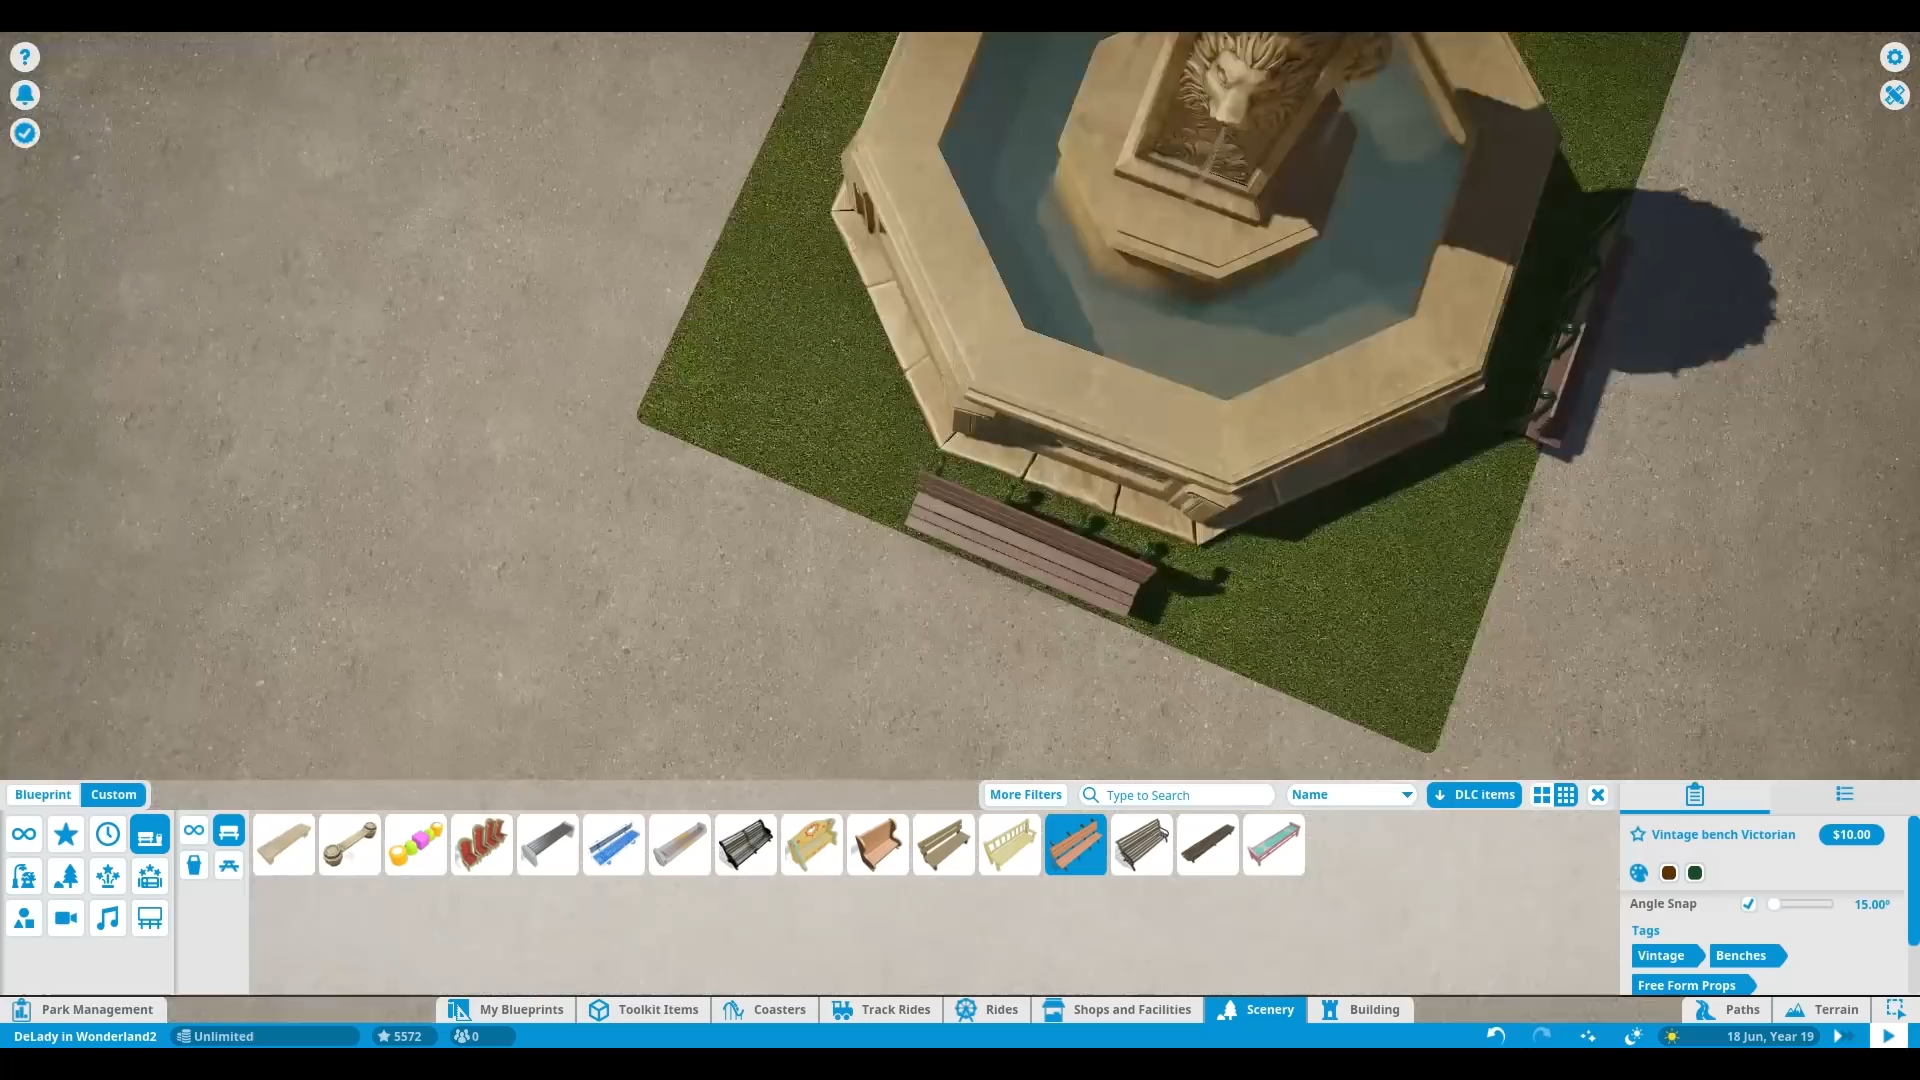 ?
Blueprint
Custom
More Filters
Type to Search
Name
DLC items
Vintage bench Victorian
$10.00
Angle Snap
15.00°
Tags
Vintage
Benches
Free Form Props
Park Management
My Blueprints
Toolkit Items
Coasters
Track Rides
Rides
Shops and Facilities
Scenery
Building
Paths
Terrain
DeLady in Wonderland2
Unlimited
5572
0
18 Jun, Year 19